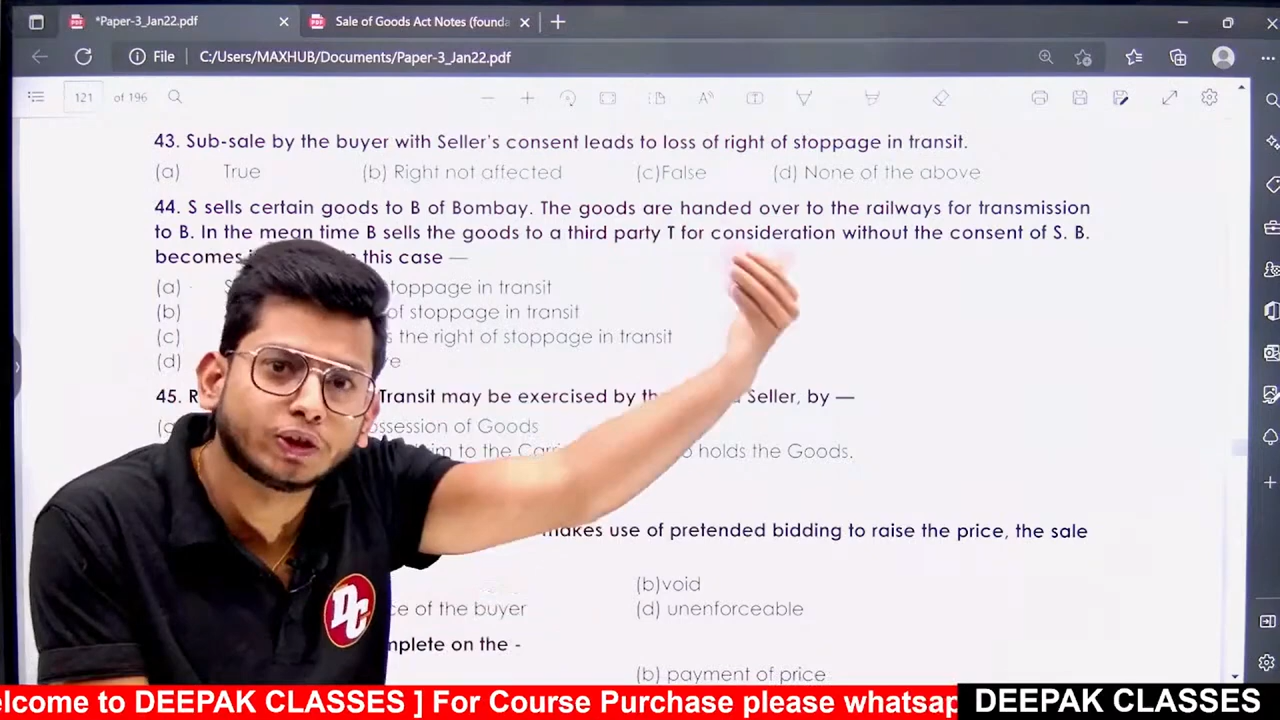 *Paper-3_Jan22.pdf
Sale of Goods Act Notes (founda
File C:/Users/MAXHUB/Documents/Paper-3_Jan22.pdf
121 of 196
43. Sub-sale by the buyer with Seller's consent leads to loss of right of stoppage in transit.
(a) True (b) Right not affected (c)False (d) None of the above
44. S sells certain goods to B of Bombay. The goods are handed over to the railways for transmission
to B. In the mean time B sells the goods to a third party T for consideration without the consent of S. B.
becomes this case —
(a) stoppage in transit
(b) of stoppage in transit
(c) the right of stoppage in transit
(d)
45. Transit may be exercised by Seller, by —
of Goods
to the holds the Goods.
makes use of pretended bidding to raise the price, the sale
(b)void
of the buyer (d) unenforceable
on the -
(b) payment of price
DC
elcome to DEEPAK CLASSES ] For Course Purchase please whatsap
DEEPAK CLASSES